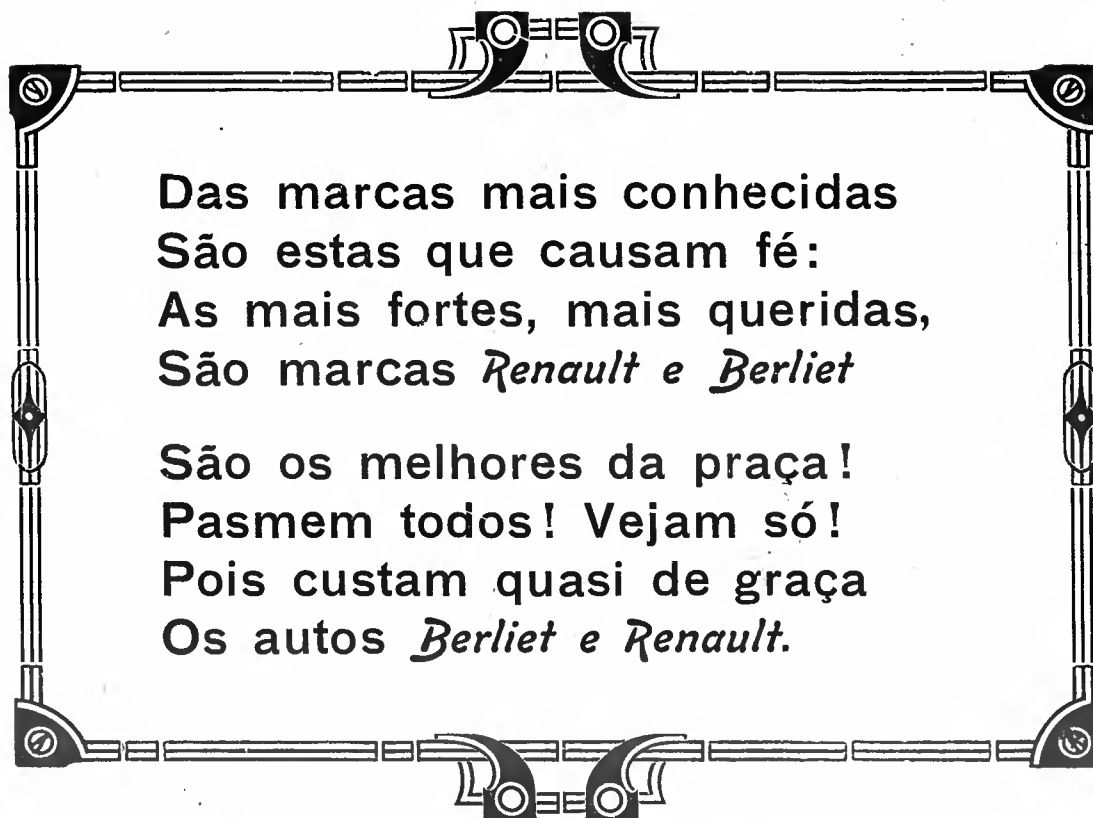 Das marcas mais conhecidas
São estas que causam fé:
As mais fortes, mais queridas,
São marcas Renault e Berliet
São os melhores da praça!
Pasmem todos! Vejam só!
Pois custam quasi de graça
Os autos Berliet e Renault.